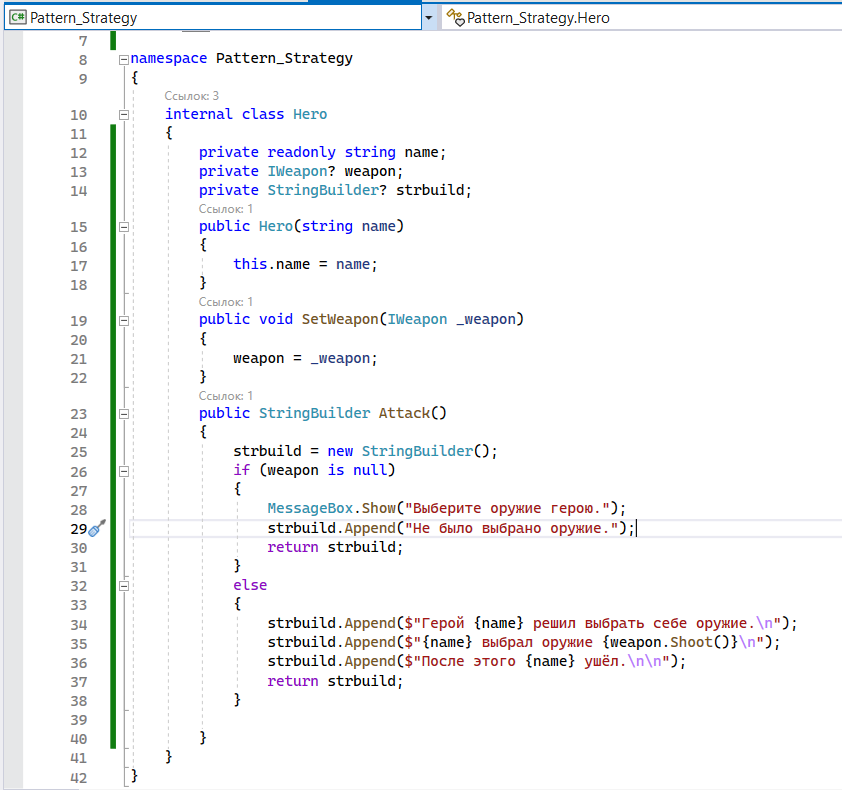 C# Pattern_Strategy Pattern_Strategy.Hero
7
8 namespace Pattern_Strategy
9 {
Ссылок: 3
10 internal class Hero
11 {
12 private readonly string name;
13 private IWeapon? weapon;
14 private StringBuilder? strbuild;
Ссылок: 1
15 public Hero(string name)
16 {
17 this.name = name;
18 }
Ссылок: 1
19 public void SetWeapon(IWeapon _weapon)
20 {
21 weapon = _weapon;
22 }
Ссылок: 1
23 public StringBuilder Attack()
24 {
25 strbuild = new StringBuilder();
26 if (weapon is null)
27 {
28 MessageBox.Show("Выберите оружие герою.");
29 strbuild.Append("Не было выбрано оружие.");
30 return strbuild;
31 }
32 else
33 {
34 strbuild.Append($"Герой {name} решил выбрать себе оружие.\n");
35 strbuild.Append($"{name} выбрал оружие {weapon.Shoot()}\n");
36 strbuild.Append($"После этого {name} ушёл.\n\n");
37 return strbuild;
38 }
39
40 }
41 }
42 }